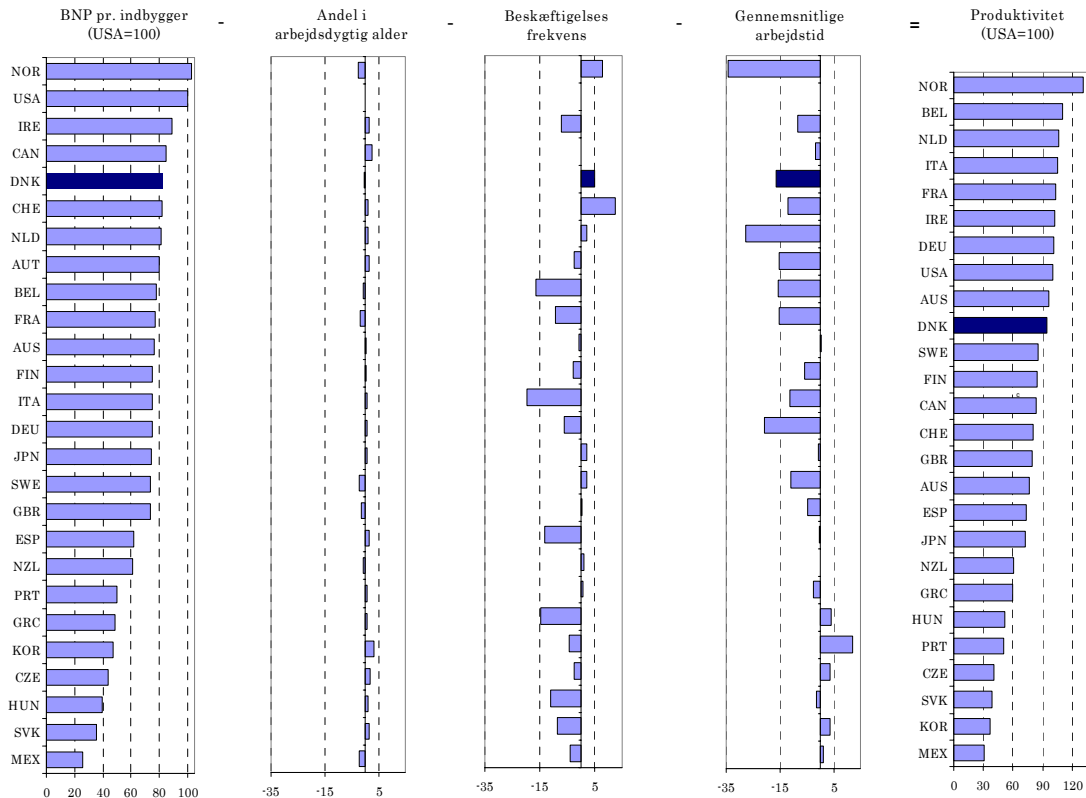 BNP pr. indbygger
(USA=100)
-
Andel i
arbejdsdygtig alder
-
Beskæftigelses
frekvens
-
Gennemsnitlige
arbejdstid
=
Produktivitet
(USA=100)
NOR
USA
IRE
CAN
DNK
CHE
NLD
AUT
BEL
FRA
AUS
FIN
ITA
DEU
JPN
SWE
GBR
ESP
NZL
PRT
GRC
KOR
CZE
HUN
SVK
MEX
0 20 40 60 80 100
-35 -15 5
-35 -15 5
-35 -15 5
NOR
BEL
NLD
ITA
FRA
IRE
DEU
USA
AUS
DNK
SWE
FIN
CAN
CHE
GBR
AUS
ESP
JPN
NZL
GRC
HUN
PRT
CZE
SVK
KOR
MEX
0 30 60 90 120